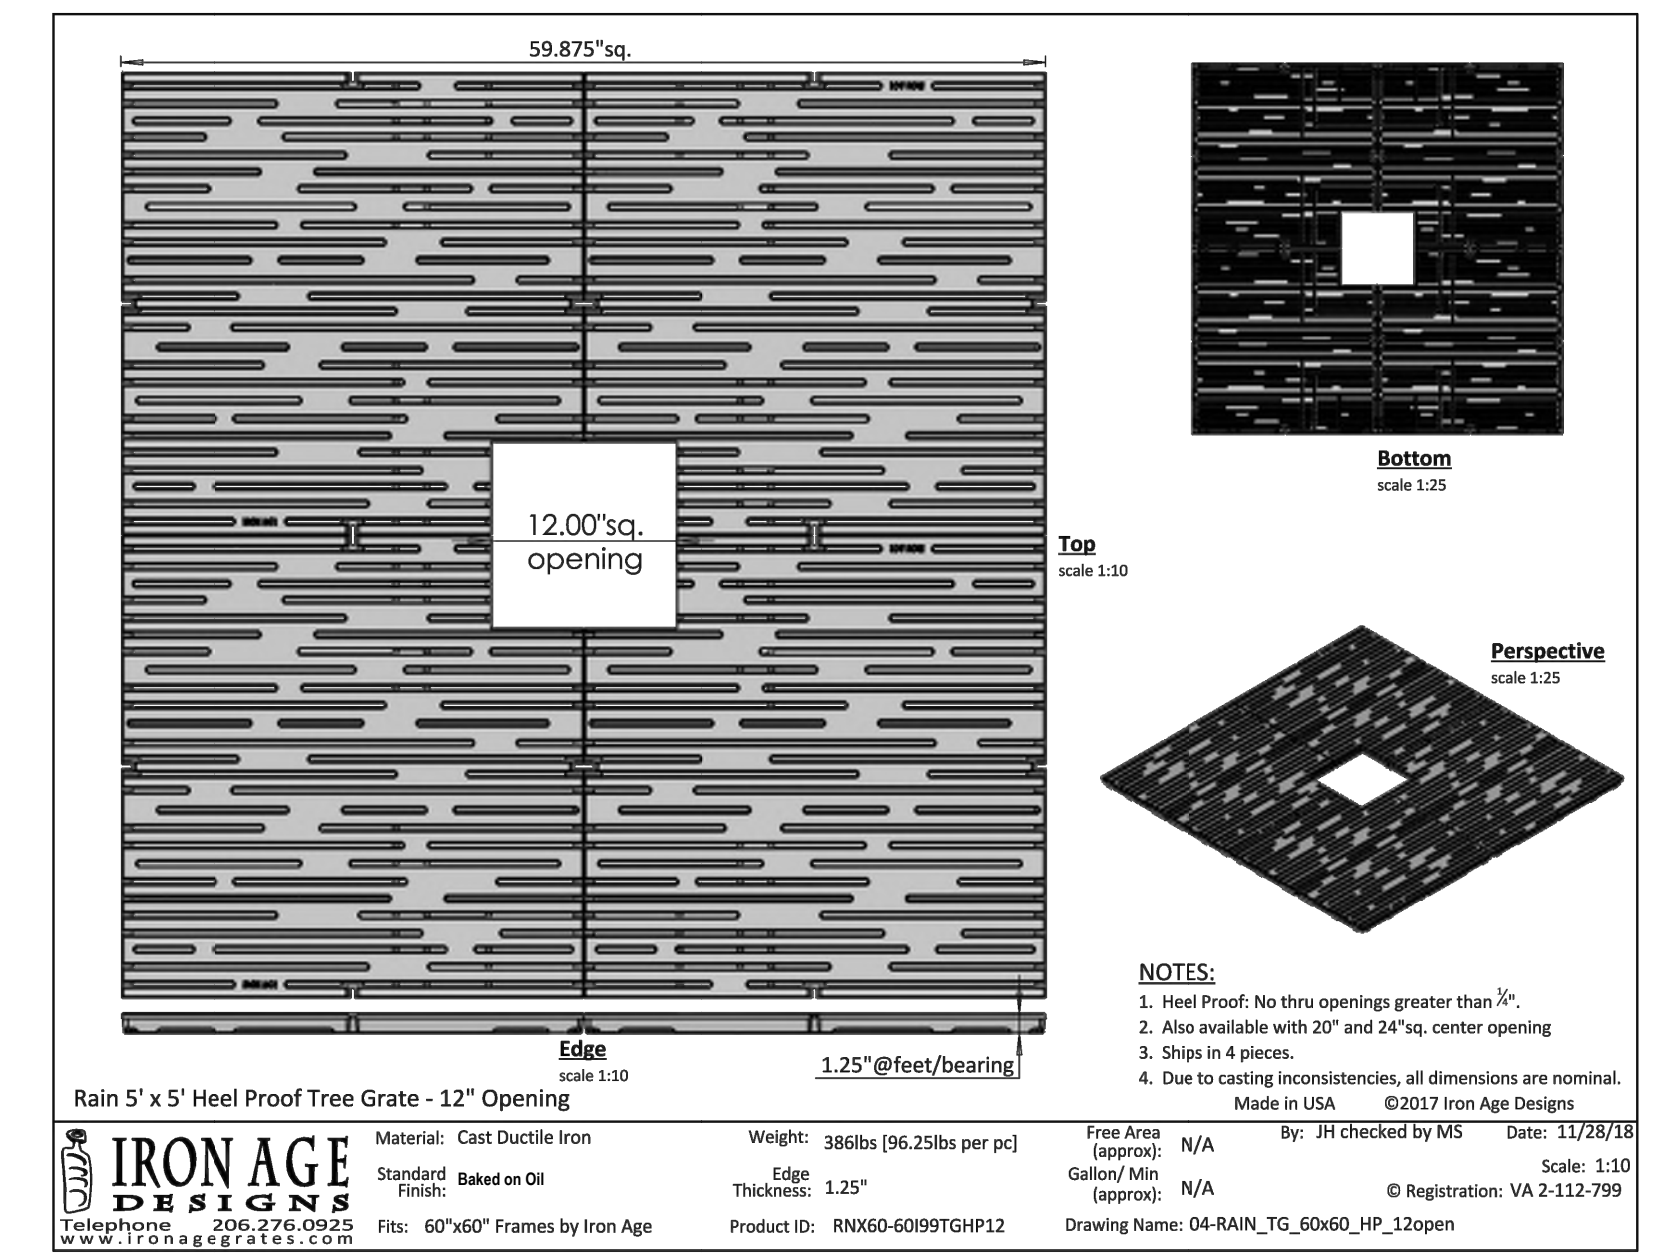 59.875"sq.
12.00"sq.
opening
Top
scale 1:10
Bottom
scale 1:25
Perspective
scale 1:25
Edge
scale 1:10
1.25"@feet/bearing
NOTES:
1. Heel Proof: No thru openings greater than ¼".
2. Also available with 20" and 24"sq. center opening
3. Ships in 4 pieces.
4. Due to casting inconsistencies, all dimensions are nominal.
Made in USA ©2017 Iron Age Designs
Rain 5' x 5' Heel Proof Tree Grate - 12" Opening
IRON AGE
DESIGNS
Telephone 206.276.0925
www.ironagegrates.com
Material: Cast Ductile Iron
Standard
Finish: Baked on Oil
Fits: 60"x60" Frames by Iron Age
Weight: 386lbs [96.25lbs per pc]
Edge
Thickness: 1.25"
Product ID: RNX60-60I99TGHP12
Free Area
(approx): N/A
Gallon/ Min
(approx): N/A
By: JH checked by MS Date: 11/28/18
Scale: 1:10
© Registration: VA 2-112-799
Drawing Name: 04-RAIN_TG_60x60_HP_12open